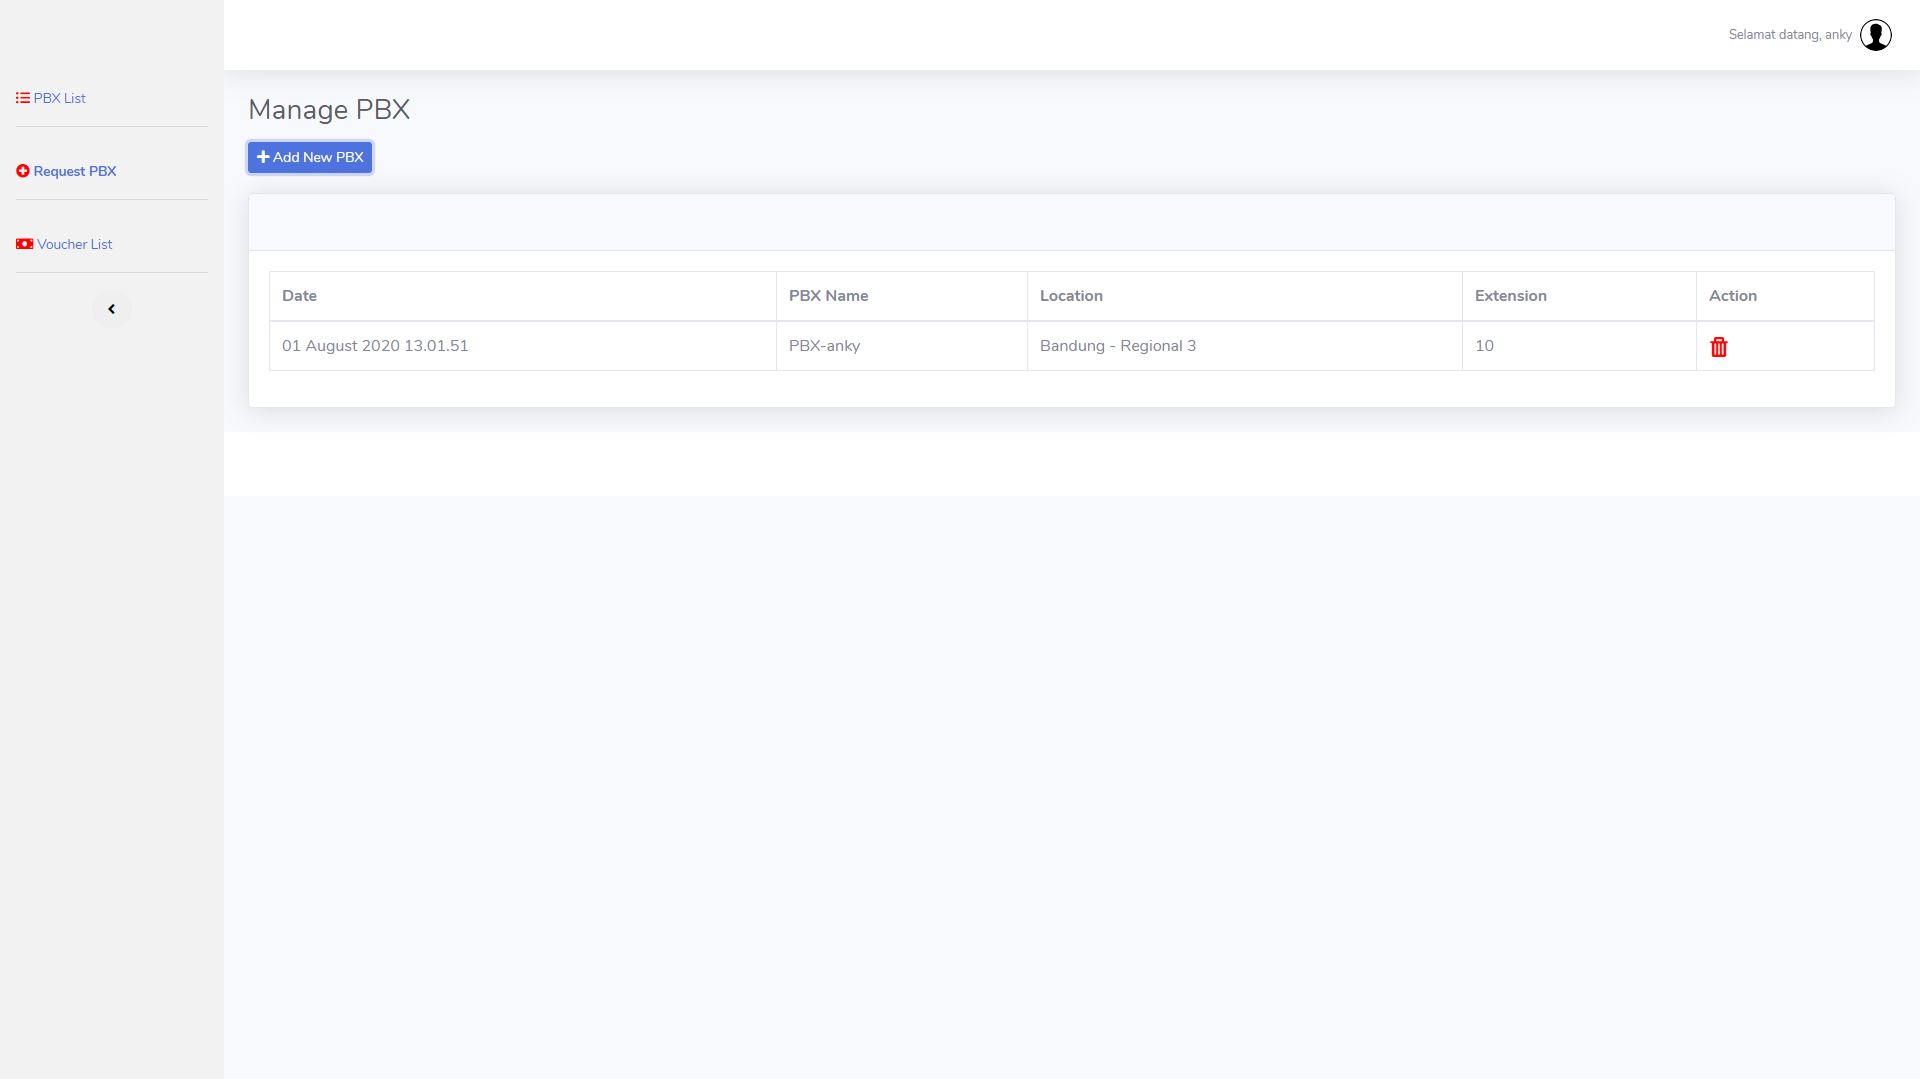 Selamat datang, anky
PBX List
Request PBX
Voucher List
Manage PBX
Add New PBX
Date PBX Name Location Extension Action
01 August 2020 13.01.51 PBX-anky Bandung - Regional 3 10